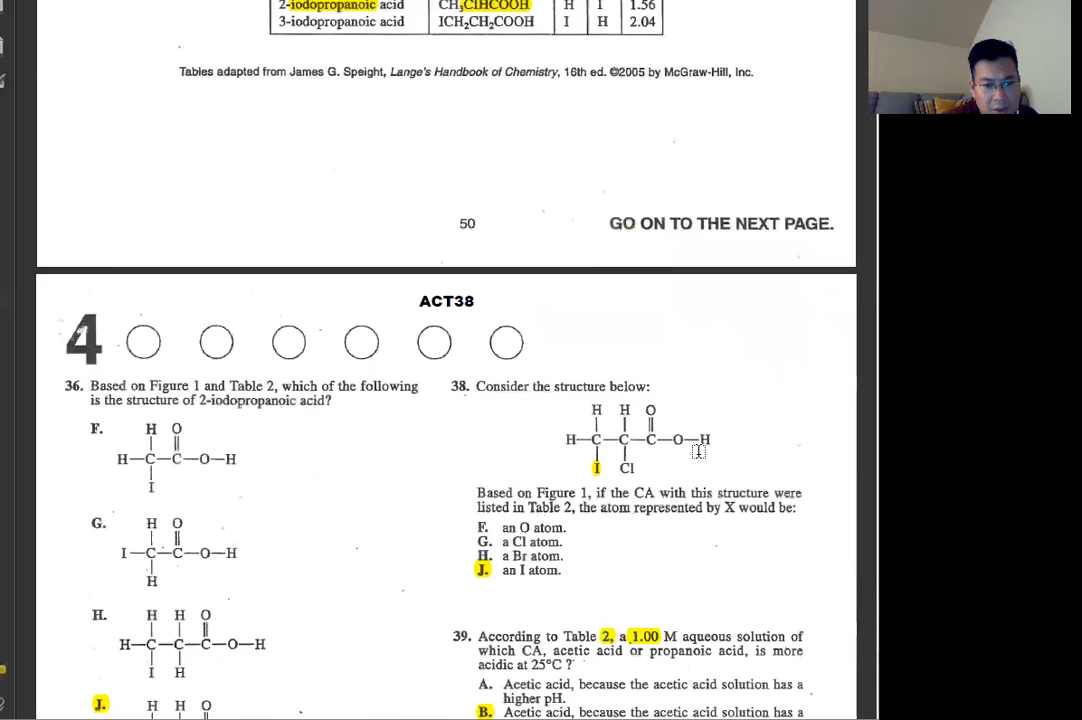 2-iodopropanoic acid CH₃CIHCOOH H I 1.56
3-iodopropanoic acid ICH₂CH₂COOH I H 2.04
Tables adapted from James G. Speight, Lange's Handbook of Chemistry, 16th ed. ©2005 by McGraw-Hill, Inc.
50 GO ON TO THE NEXT PAGE.
ACT38
4
36. Based on Figure 1 and Table 2, which of the following
is the structure of 2-iodopropanoic acid?
F. H O
H—C—C—O—H
I
G. H O
I—C—C—O—H
H
H. H H O
H—C—C—C—O—H
I H
J. H H O
38. Consider the structure below:
H H O
H—C—C—C—O—H
I Cl
Based on Figure 1, if the CA with this structure were
listed in Table 2, the atom represented by X would be:
F. an O atom.
G. a Cl atom.
H. a Br atom.
J. an I atom.
39. According to Table 2, a 1.00 M aqueous solution of
which CA, acetic acid or propanoic acid, is more
acidic at 25°C ?
A. Acetic acid, because the acetic acid solution has a
higher pH.
B. Acetic acid, because the acetic acid solution has a